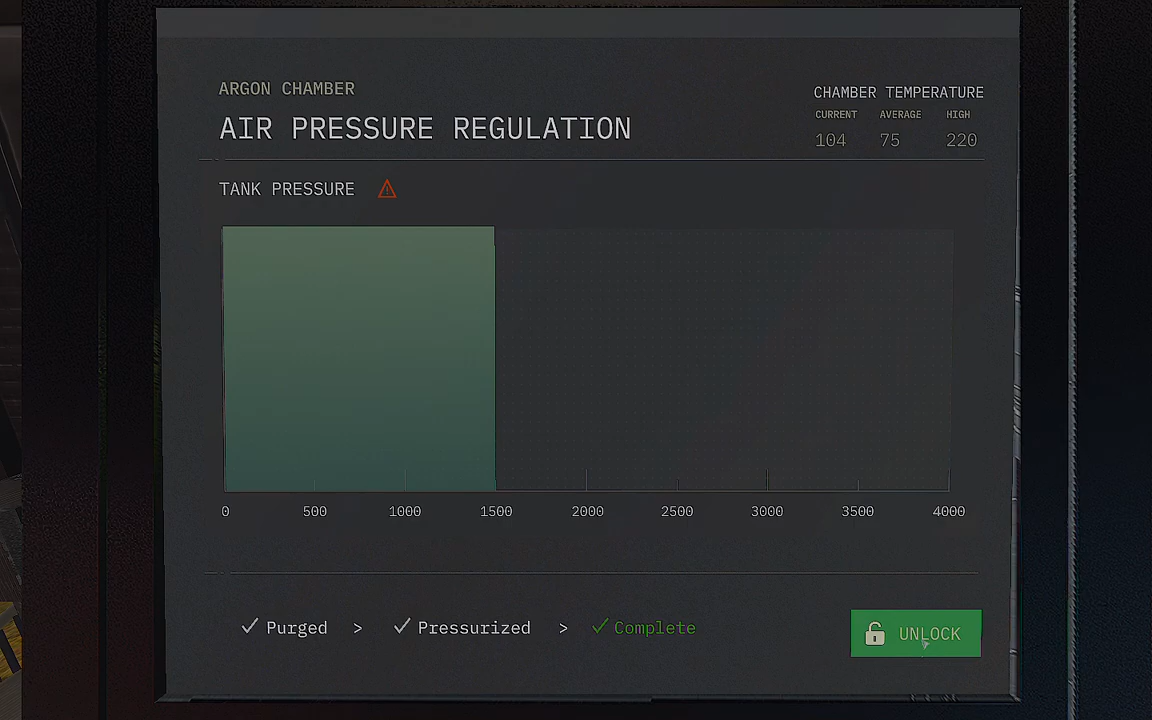 ARGON CHAMBER
AIR PRESSURE REGULATION
CHAMBER TEMPERATURE
CURRENT AVERAGE HIGH
104 75 220
TANK PRESSURE
0 500 1000 1500 2000 2500 3000 3500 4000
Purged > Pressurized > Complete
UNLOCK